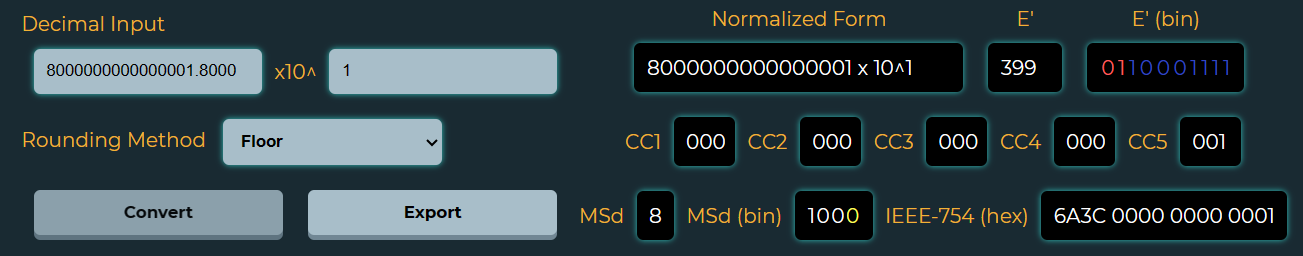 Decimal Input
8000000000000001.8000 x10^ 1
Rounding Method Floor
Convert Export
Normalized Form E' E' (bin)
8000000000000001 x 10^1 399 0110001111
CC1 000 CC2 000 CC3 000 CC4 000 CC5 001
MSd 8 MSd (bin) 1000 IEEE-754 (hex) 6A3C 0000 0000 0001